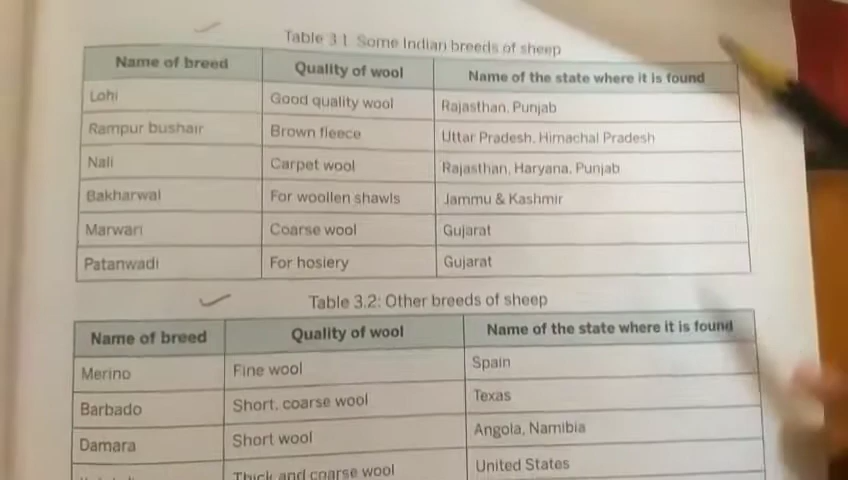 Table 3.1 Some Indian breeds of sheep
Name of breed Quality of wool Name of the state where it is found
Lohi Good quality wool Rajasthan, Punjab
Rampur bushair Brown fleece Uttar Pradesh, Himachal Pradesh
Nali Carpet wool Rajasthan, Haryana, Punjab
Bakharwal For woollen shawls Jammu & Kashmir
Marwari Coarse wool Gujarat
Patanwadi For hosiery Gujarat
Table 3.2: Other breeds of sheep
Name of breed Quality of wool Name of the state where it is found
Merino Fine wool Spain
Barbado Short, coarse wool Texas
Damara Short wool Angola, Namibia
Thick and coarse wool United States